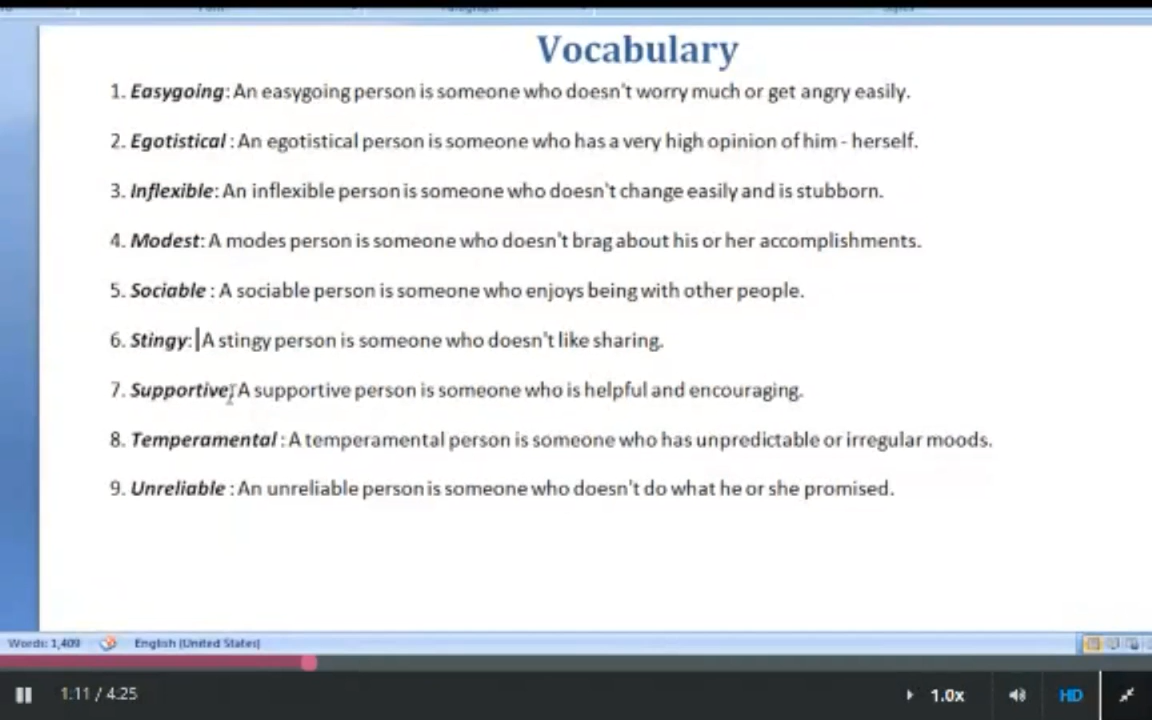 Vocabulary
1. Easygoing: An easygoing person is someone who doesn't worry much or get angry easily.
2. Egotistical : An egotistical person is someone who has a very high opinion of him - herself.
3. Inflexible: An inflexible person is someone who doesn't change easily and is stubborn.
4. Modest: A modes person is someone who doesn't brag about his or her accomplishments.
5. Sociable : A sociable person is someone who enjoys being with other people.
6. Stingy: A stingy person is someone who doesn't like sharing.
7. Supportive: A supportive person is someone who is helpful and encouraging.
8. Temperamental : A temperamental person is someone who has unpredictable or irregular moods.
9. Unreliable : An unreliable person is someone who doesn't do what he or she promised.
Words: 1,409 English (United States)
1:11 / 4:25 1.0x HD